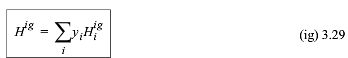 H^{ig} = \sum_i y_i H_i^{ig} (ig) 3.29